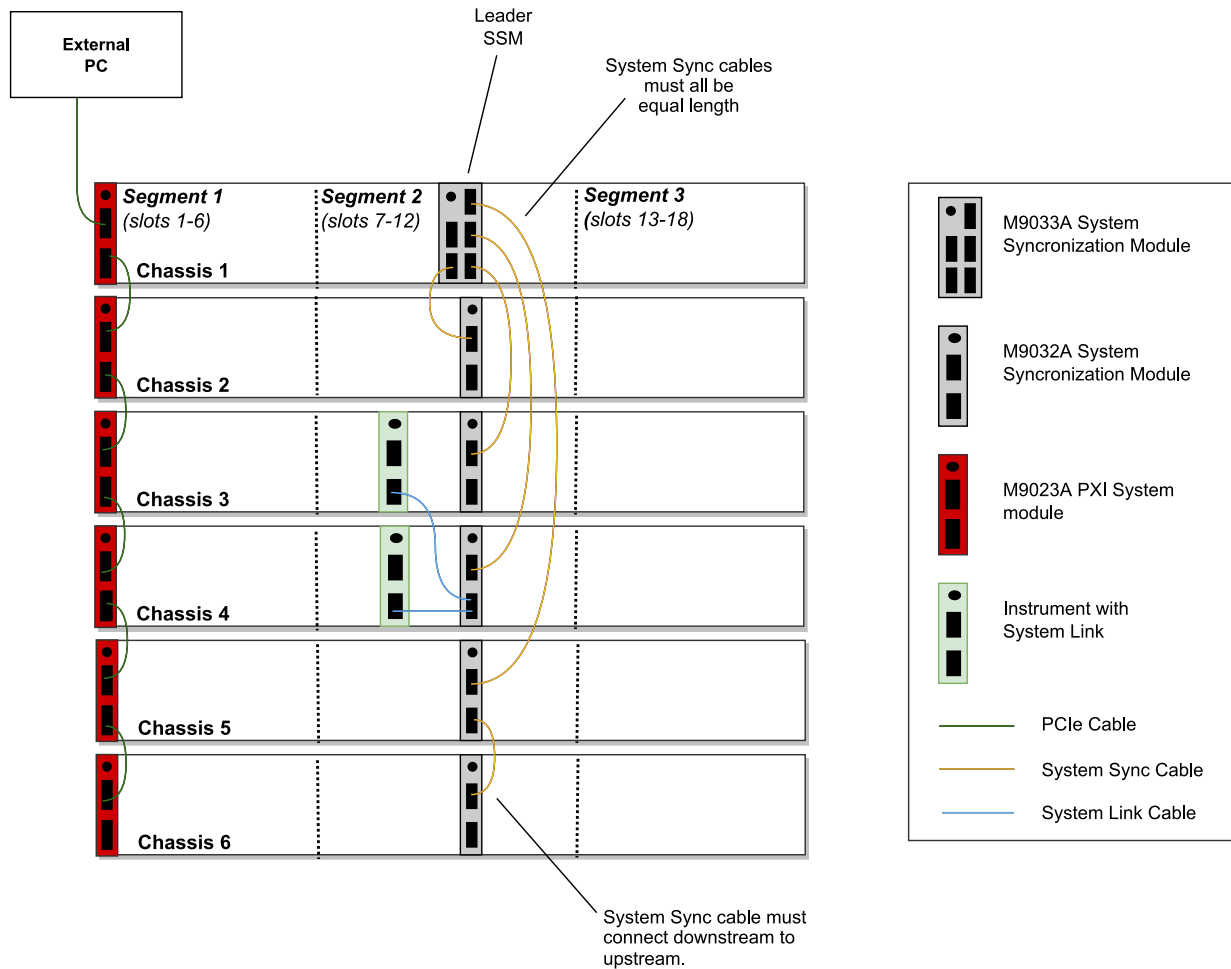 External
PC
Leader
SSM
System Sync cables
must all be
equal length
Segment 1
(slots 1-6)
Segment 2
(slots 7-12)
Segment 3
(slots 13-18)
Chassis 1
Chassis 2
Chassis 3
Chassis 4
Chassis 5
Chassis 6
System Sync cable must
connect downstream to
upstream.
M9033A System
Syncronization Module
M9032A System
Syncronization Module
M9023A PXI System
module
Instrument with
System Link
PCIe Cable
System Sync Cable
System Link Cable